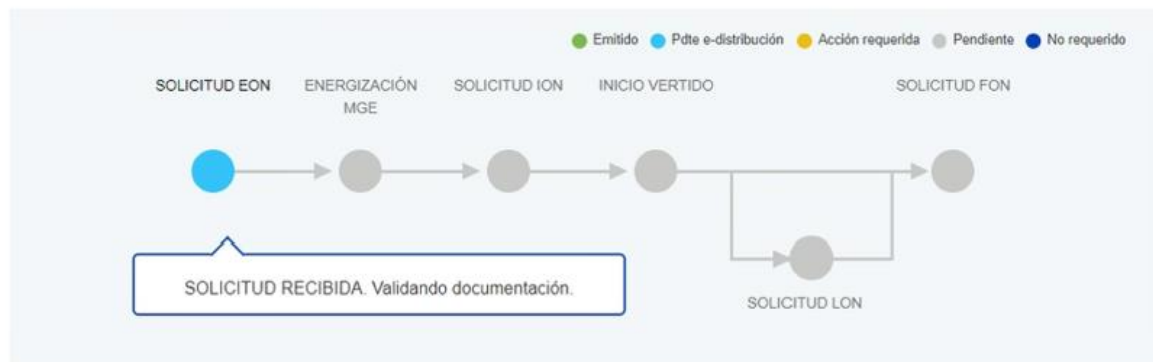 Emitido Pdte e-distribución Acción requerida Pendiente No requerido
SOLICITUD EON ENERGIZACIÓN SOLICITUD ION INICIO VERTIDO SOLICITUD FON
MGE
SOLICITUD RECIBIDA. Validando documentación.
SOLICITUD LON